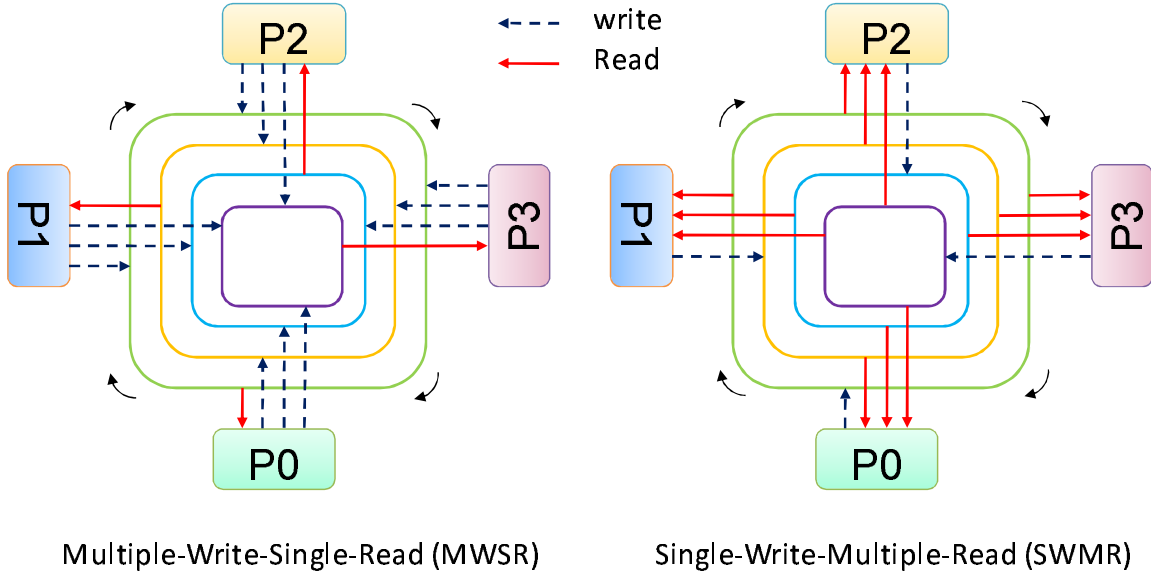 P2
write
Read
P2
P1
P3
P1
P3
P0
P0
Multiple-Write-Single-Read (MWSR)
Single-Write-Multiple-Read (SWMR)